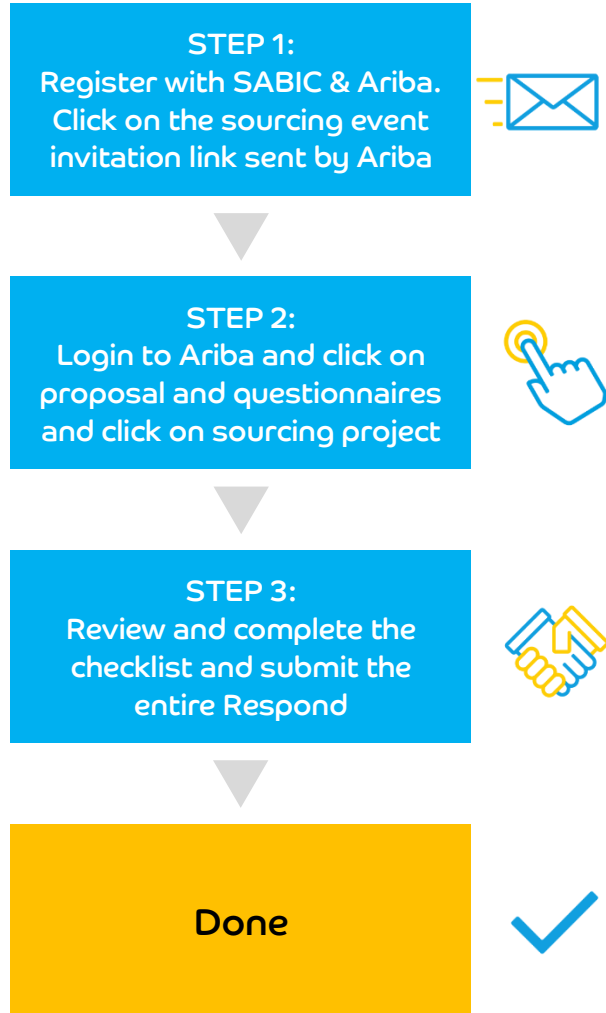 STEP 1:
Register with SABIC & Ariba.
Click on the sourcing event
invitation link sent by Ariba
STEP 2:
Login to Ariba and click on
proposal and questionnaires
and click on sourcing project
STEP 3:
Review and complete the
checklist and submit the
entire Respond
Done